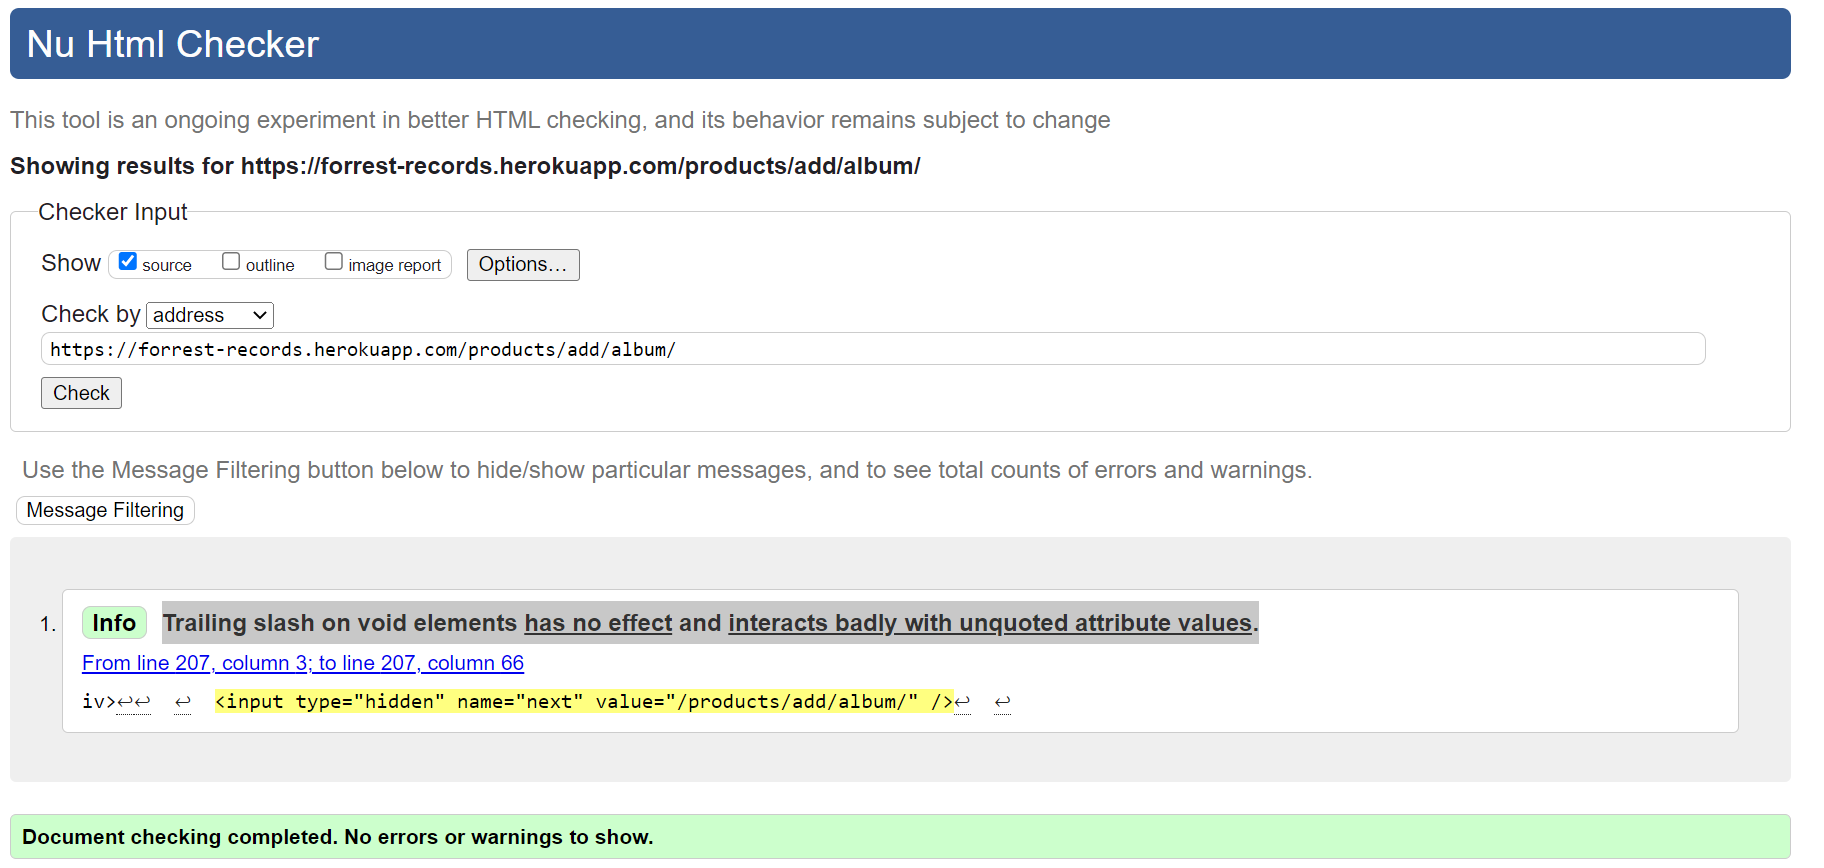 Nu Html Checker
This tool is an ongoing experiment in better HTML checking, and its behavior remains subject to change
Showing results for https://forrest-records.herokuapp.com/products/add/album/
Checker Input
Show source outline image report Options...
Check by address
https://forrest-records.herokuapp.com/products/add/album/
Check
Use the Message Filtering button below to hide/show particular messages, and to see total counts of errors and warnings.
Message Filtering
1. Info Trailing slash on void elements has no effect and interacts badly with unquoted attribute values.
From line 207, column 3; to line 207, column 66
iv>↩↩ ↩ <input type="hidden" name="next" value="/products/add/album/" />↩ ↩
Document checking completed. No errors or warnings to show.